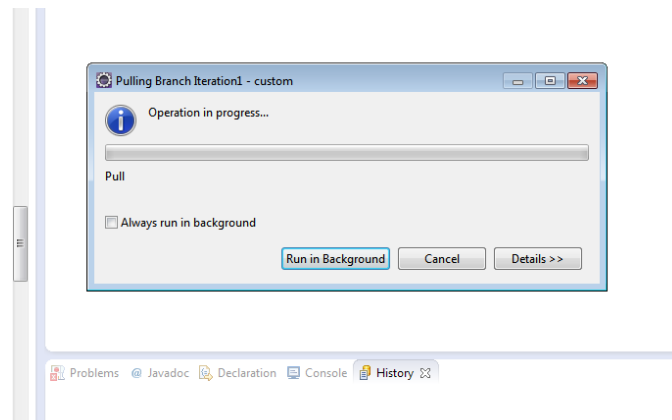 Pulling Branch Iteration1 - custom
Operation in progress...
Pull
Always run in background
Run in Background Cancel Details >>
Problems @ Javadoc Declaration Console History